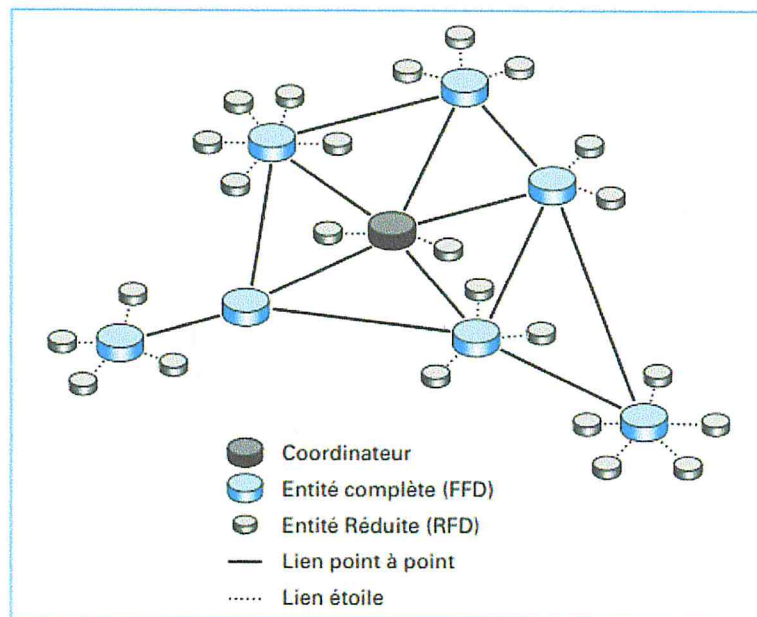 Coordinateur
Entité complète (FFD)
Entité Réduite (RFD)
Lien point à point
Lien étoile